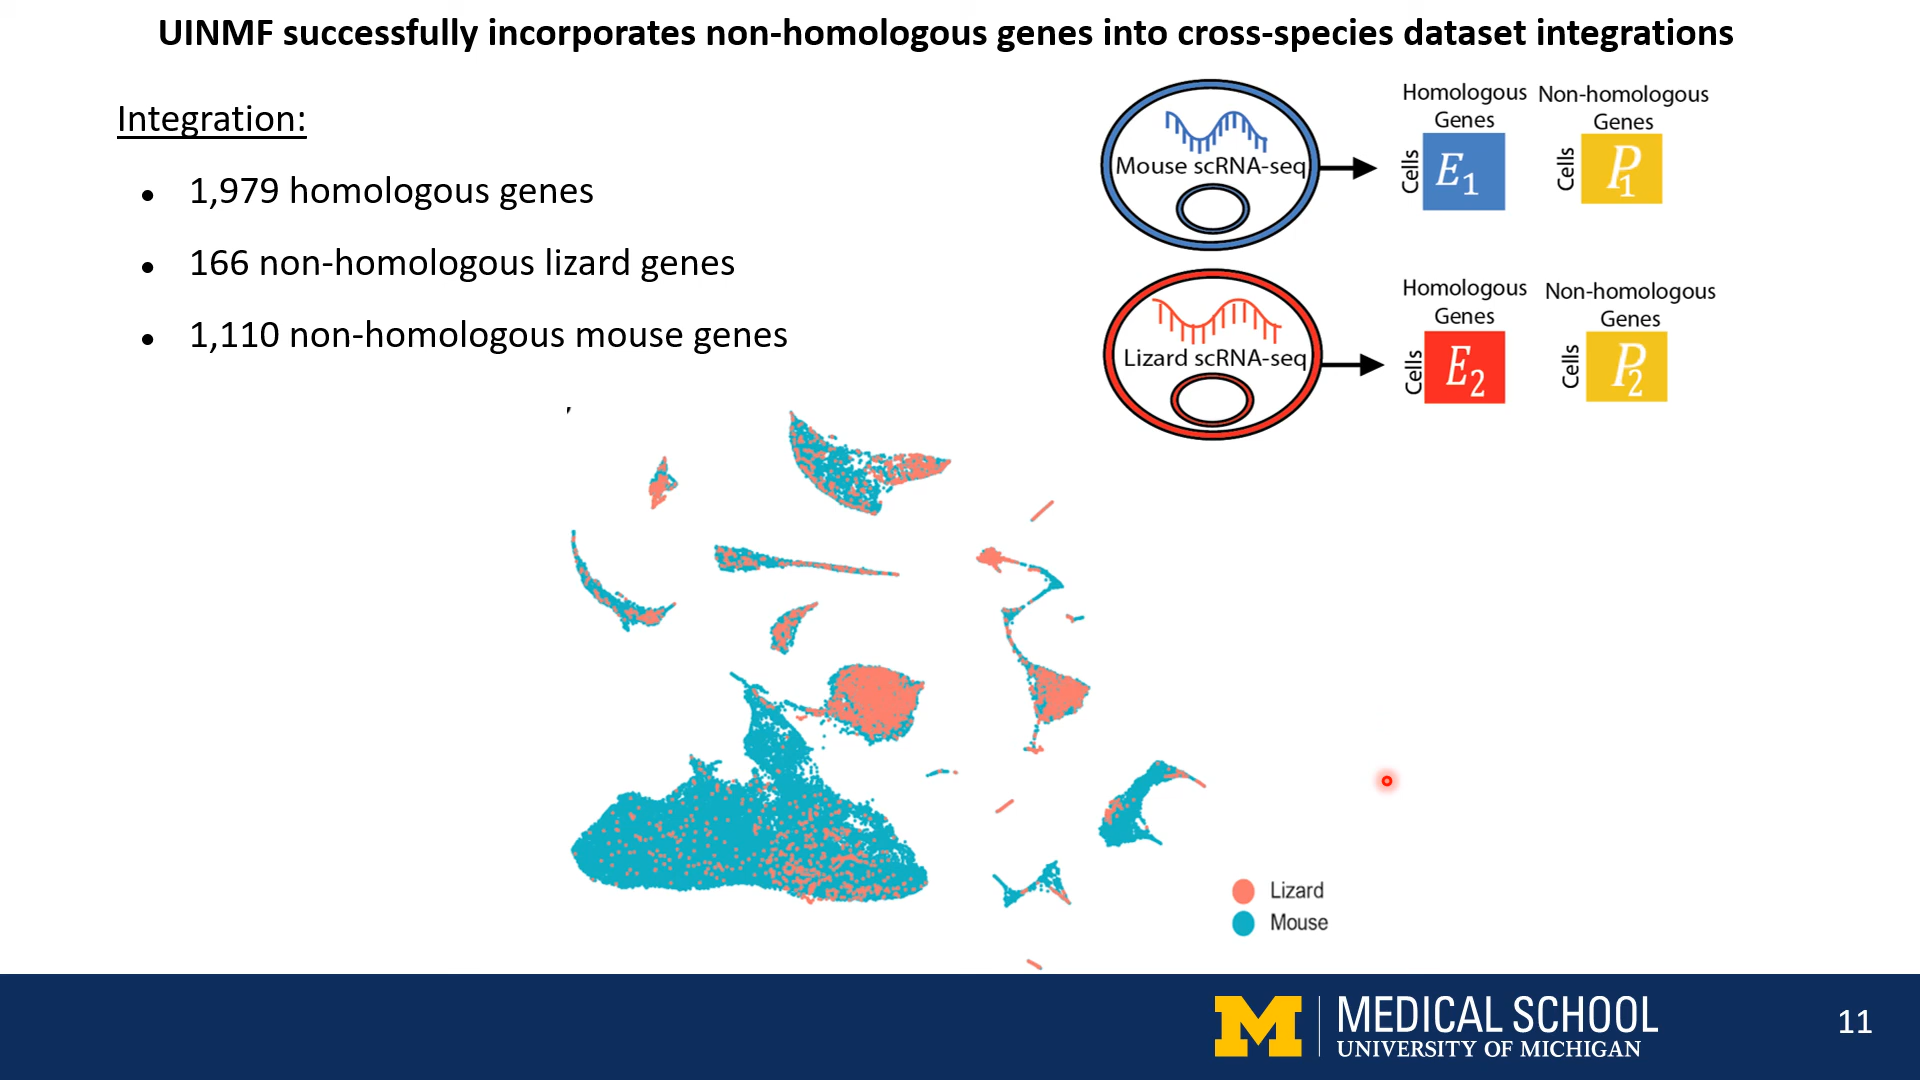 UINMF successfully incorporates non-homologous genes into cross-species dataset integrations
Integration:
• 1,979 homologous genes
• 166 non-homologous lizard genes
• 1,110 non-homologous mouse genes
Mouse scRNA-seq
Homologous
Genes
Cells
E1
Non-homologous
Genes
Cells
P1
Lizard scRNA-seq
Homologous
Genes
Cells
E2
Non-homologous
Genes
Cells
P2
Lizard
Mouse
M
MEDICAL SCHOOL
UNIVERSITY OF MICHIGAN
11